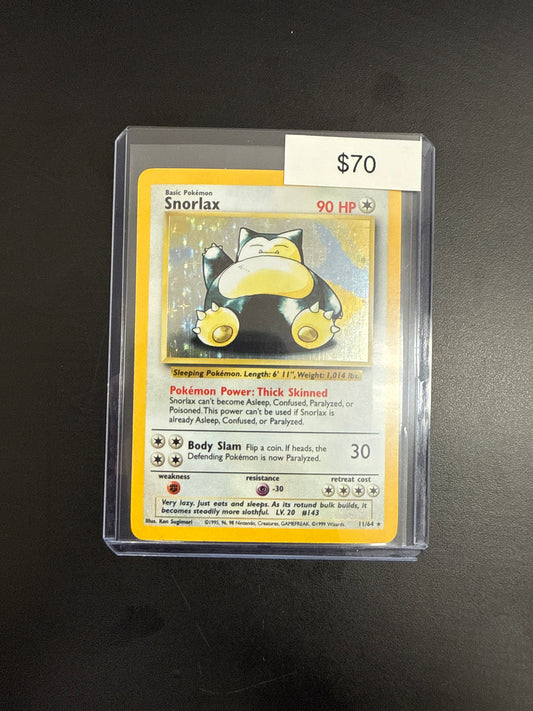 $70
Basic Pokémon
Snorlax
90 HP
Sleeping Pokémon. Length: 6' 11", Weight: 1,014 lbs.
Pokémon Power: Thick Skinned
Snorlax can't become Asleep, Confused, Paralyzed, or
Poisoned. This power can't be used if Snorlax is
already Asleep, Confused, or Paralyzed.
Body Slam Flip a coin. If heads, the
Defending Pokémon is now Paralyzed.
30
weakness
resistance
retreat cost
-30
Very lazy. Just eats and sleeps. As its rotund bulk builds, it
becomes steadily more slothful. LV. 20 #143
Illus. Ken Sugimori
©1995, 96, 98 Nintendo, Creatures, GAMEFREAK. ©1999 Wizards.
11/64 ★